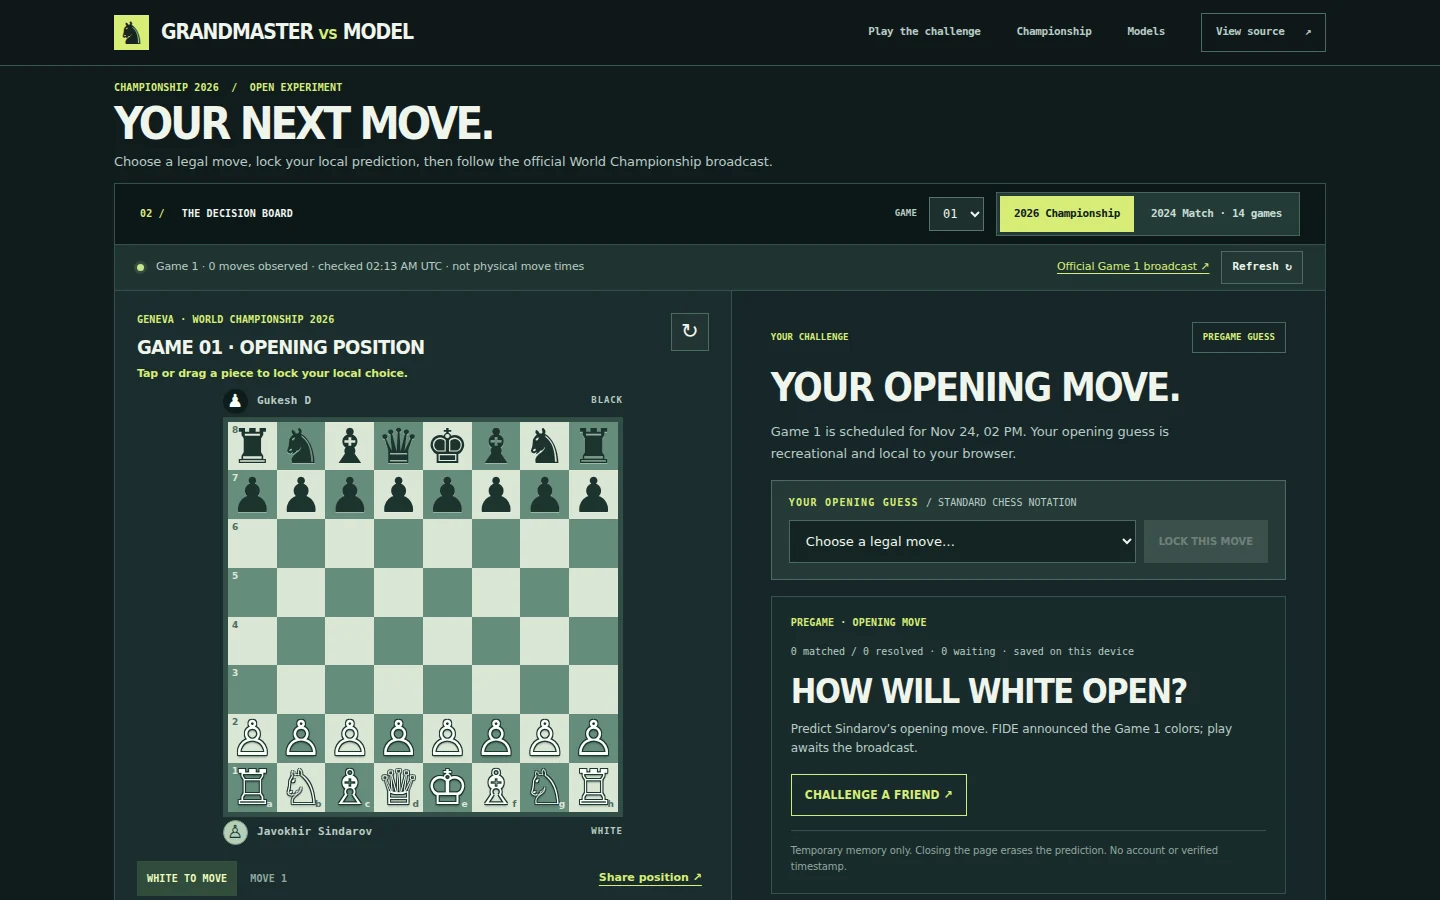 GRANDMASTER VS MODEL
Play the challenge
Championship
Models
View source ↗
CHAMPIONSHIP 2026 / OPEN EXPERIMENT
YOUR NEXT MOVE.
Choose a legal move, lock your local prediction, then follow the official World Championship broadcast.
02 / THE DECISION BOARD
GAME
01
2026 Championship
2024 Match · 14 games
Game 1 · 0 moves observed · checked 02:13 AM UTC · not physical move times
Official Game 1 broadcast ↗
Refresh ↻
GENEVA · WORLD CHAMPIONSHIP 2026
GAME 01 · OPENING POSITION
Tap or drag a piece to lock your local choice.
Gukesh D
BLACK
8
7
6
5
4
3
2
1
a b c d e f g h
Javokhir Sindarov
WHITE
WHITE TO MOVE
MOVE 1
Share position ↗
YOUR CHALLENGE
PREGAME GUESS
YOUR OPENING MOVE.
Game 1 is scheduled for Nov 24, 02 PM. Your opening guess is
recreational and local to your browser.
YOUR OPENING GUESS / STANDARD CHESS NOTATION
Choose a legal move…
LOCK THIS MOVE
PREGAME · OPENING MOVE
0 matched / 0 resolved · 0 waiting · saved on this device
HOW WILL WHITE OPEN?
Predict Sindarov’s opening move. FIDE announced the Game 1 colors; play
awaits the broadcast.
CHALLENGE A FRIEND ↗
Temporary memory only. Closing the page erases the prediction. No account or verified
timestamp.